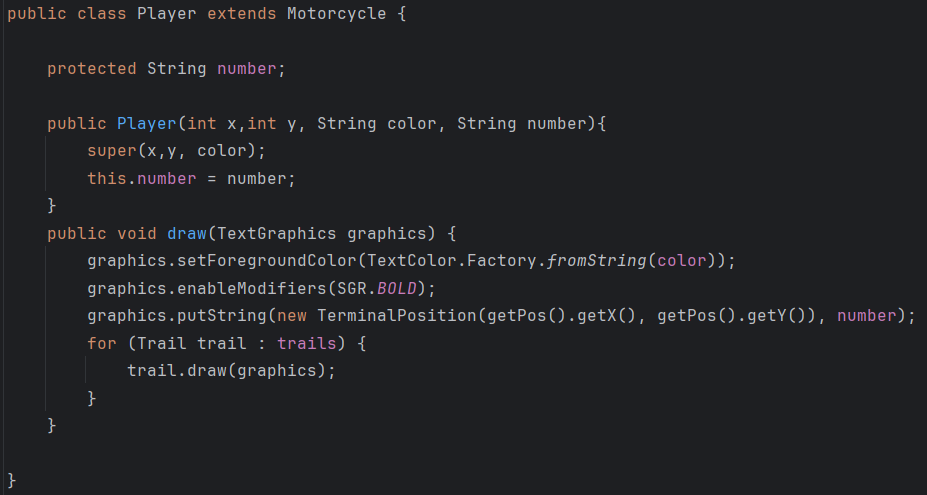 public class Player extends Motorcycle {
protected String number;
public Player(int x,int y, String color, String number){
super(x,y, color);
this.number = number;
}
public void draw(TextGraphics graphics) {
graphics.setForegroundColor(TextColor.Factory.fromString(color));
graphics.enableModifiers(SGR.BOLD);
graphics.putString(new TerminalPosition(getPos().getX(), getPos().getY()), number);
for (Trail trail : trails) {
trail.draw(graphics);
}
}
}